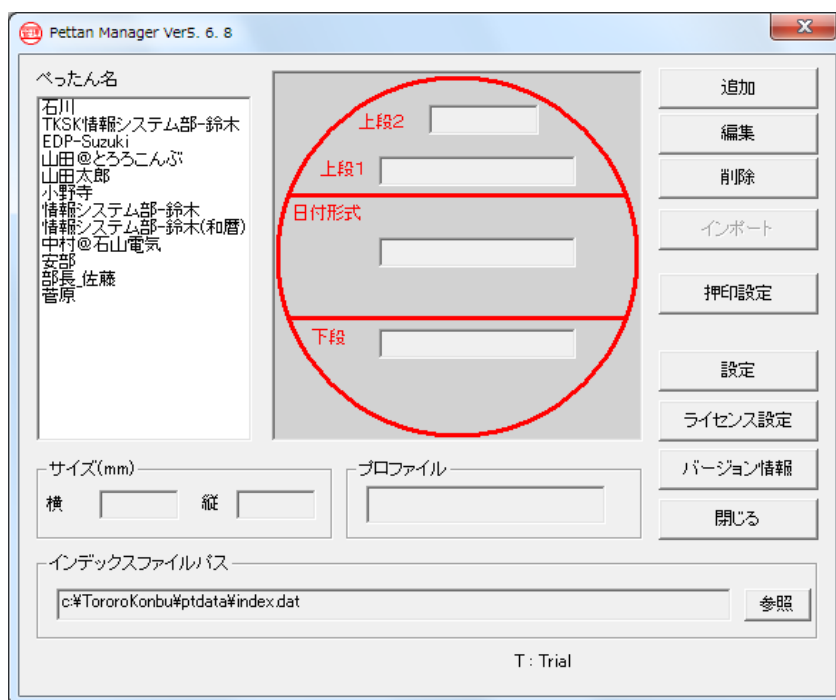 Pettan Manager Ver5. 6. 8
ぺったん名
石川
TKSK情報システム部-鈴木
EDP-Suzuki
山田@とろろこんぶ
山田太郎
小野寺
情報システム部-鈴木
情報システム部-鈴木(和暦)
中村@石山電気
安部
部長_佐藤
菅原
上段2
上段1
日付形式
下段
追加
編集
削除
インポート
押印設定
設定
ライセンス設定
バージョン情報
閉じる
サイズ(mm)
横
縦
プロファイル
インデックスファイルパス
c:¥TororoKonbu¥ptdata¥index.dat
参照
T : Trial